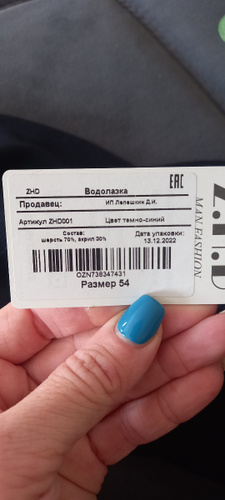 ZHD Водолазка EAC
Продавец: ИП Лепешкин Д.И.
Артикул ZHD001 Цвет темно-синий
Состав: Дата упаковки:
шерсть 70%, акрил 30% 13.12.2022
OZN738347431
Размер 54
MAN FASHION